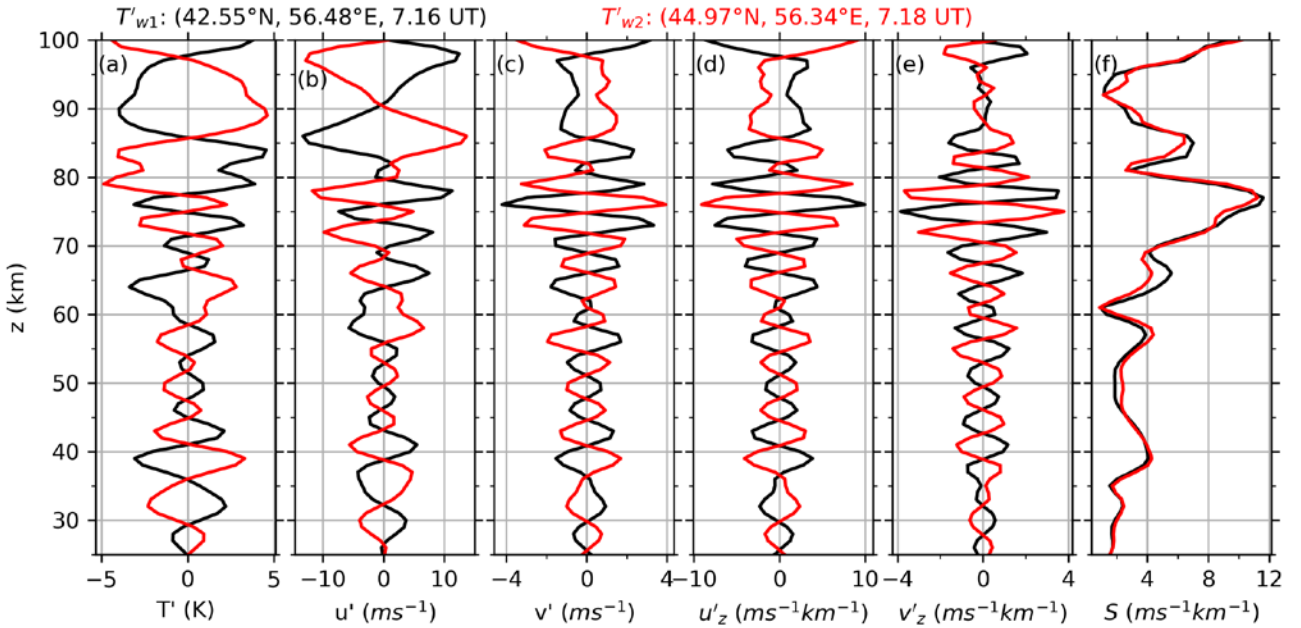 T'w1: (42.55°N, 56.48°E, 7.16 UT) T'w2: (44.97°N, 56.34°E, 7.18 UT)
(a) (b) (c) (d) (e) (f)
100
90
80
70
60
50
40
30
z (km)
−5 0 5 −10 0 10 −4 0 4 −10 0 10 −4 0 4 4 8 12
T' (K) u' (ms⁻¹) v' (ms⁻¹) u'z (ms⁻¹km⁻¹) v'z (ms⁻¹km⁻¹) S (ms⁻¹km⁻¹)